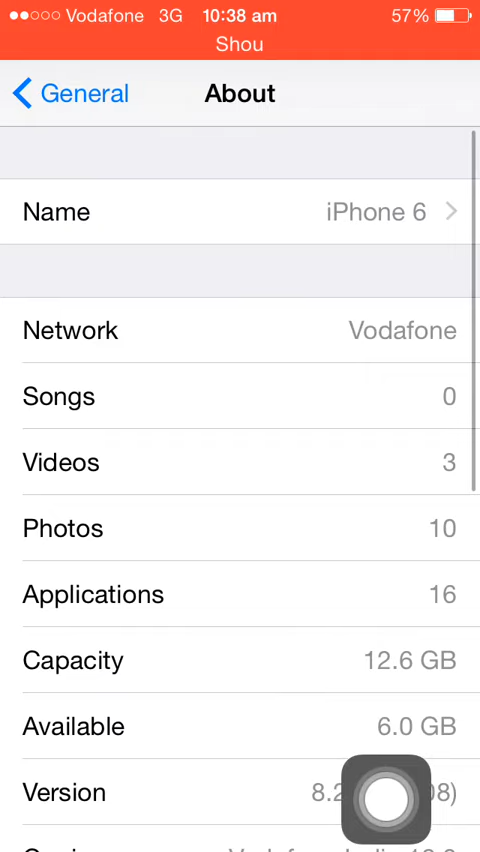 Vodafone 3G 10:38 am 57%
Shou
General About
Name iPhone 6
Network Vodafone
Songs 0
Videos 3
Photos 10
Applications 16
Capacity 12.6 GB
Available 6.0 GB
Version